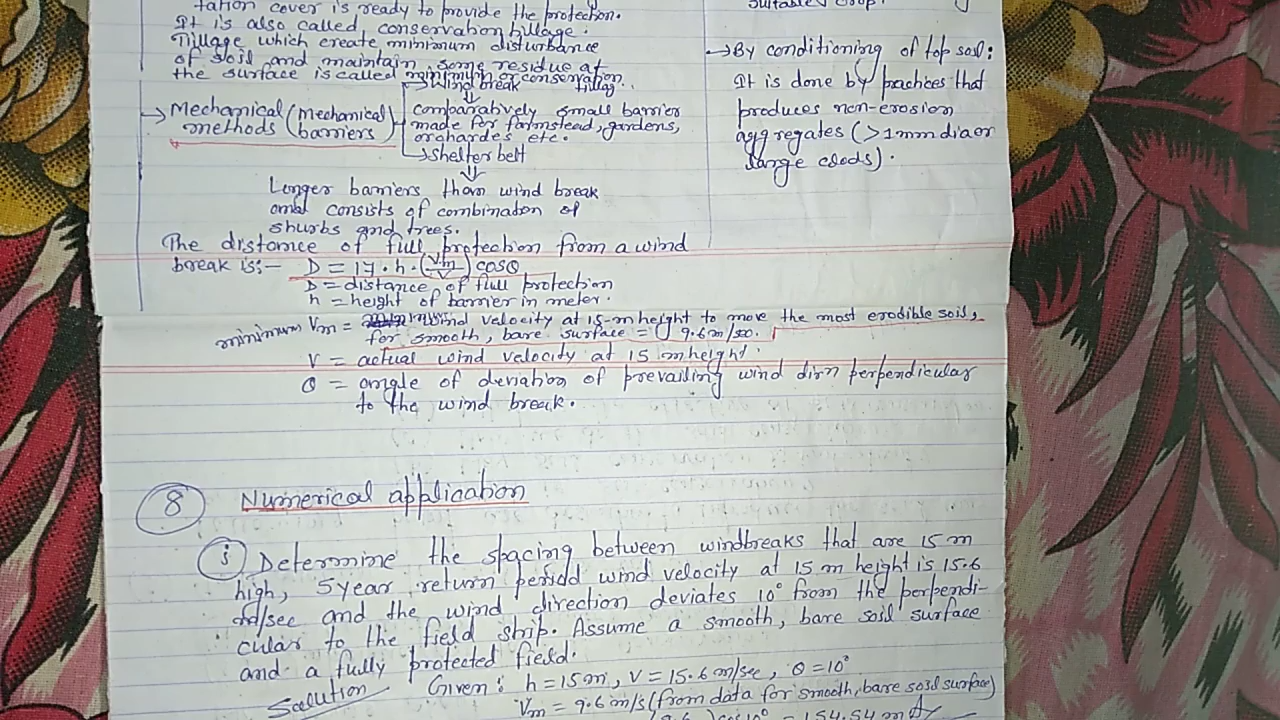 tation cover is ready to provide the protection.
It is also called conservation tillage.
Tillage which create minimum disturbance
of soil and maintain some residue at
the surface is called minimum or conservation
tillage.
→ Mechanical methods (Mechanical barriers)
→ Wind break
⇓
comparatively small barrier
made for farmstead, gardens,
orchardes etc.
→ Shelter belt
⇓
Longer barriers than wind break
and consists of combination of
shurbs and trees.
→ By conditioning of top soil:
It is done by practices that
produces non-erosion
aggregates (>1mm dia or
large clods).
The distance of full protection from a wind
break is:- D = 17.h.(Vm/V) cosθ
D = distance of full protection
h = height of barrier in meter.
minimum Vm = wind velocity at 15-m height to move the most erodible soil,
for smooth, bare surface = 9.6m/sec.
V = actual wind velocity at 15 m height.
θ = angle of deviation of prevailing wind dirn perpendicular
to the wind break.
8 Numerical application
i Determine the spacing between windbreaks that are 15 m
high, 5 year return period wind velocity at 15 m height is 15.6
m/sec and the wind direction deviates 10° from the perpendi-
cular to the field strip. Assume a smooth, bare soil surface
and a fully protected field.
Solution Given: h = 15m, V = 15.6 m/sec, θ = 10°
Vm = 9.6 m/s (from data for smooth, bare soil surface)
cos10° = 154.54 m